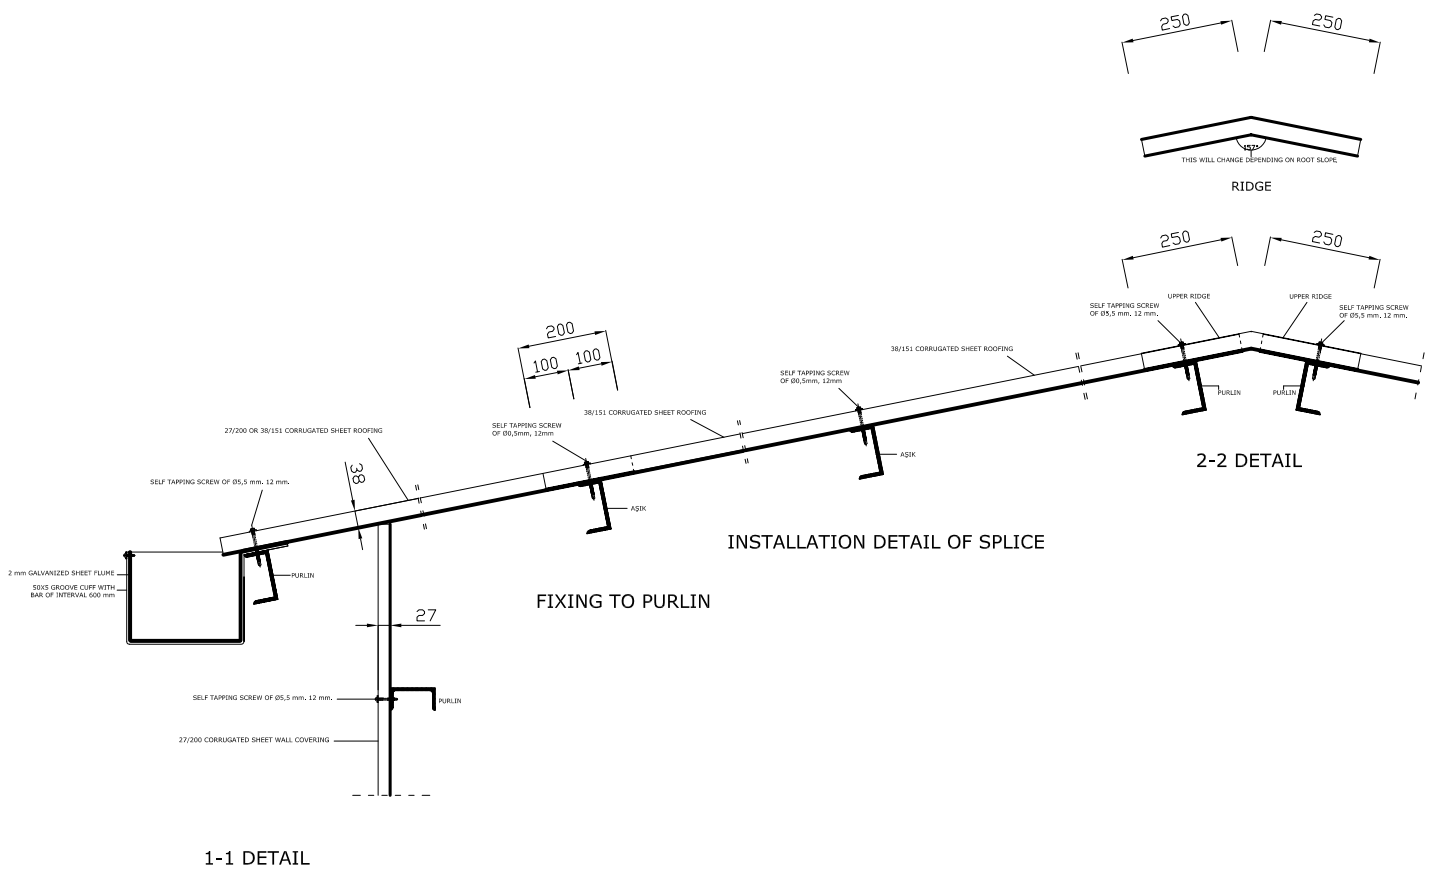 250
250
157°
THIS WILL CHANGE DEPENDING ON ROOT SLOPE
RIDGE
250
250
UPPER RIDGE
UPPER RIDGE
SELF TAPPING SCREW
OF Ø5,5 mm. 12 mm.
SELF TAPPING SCREW
OF Ø5,5 mm. 12 mm.
200
100
100
38/151 CORRUGATED SHEET ROOFING
SELF TAPPING SCREW
OF Ø0,5mm, 12mm
PURLIN
PURLIN
38/151 CORRUGATED SHEET ROOFING
SELF TAPPING SCREW
OF Ø0,5mm, 12mm
27/200 OR 38/151 CORRUGATED SHEET ROOFING
AŞIK
2-2 DETAIL
38
SELF TAPPING SCREW OF Ø5,5 mm. 12 mm.
AŞIK
INSTALLATION DETAIL OF SPLICE
2 mm GALVANIZED SHEET FLUME
50X5 GROOVE CUFF WITH
BAR OF INTERVAL 600 mm
PURLIN
FIXING TO PURLIN
27
SELF TAPPING SCREW OF Ø5,5 mm. 12 mm.
PURLIN
27/200 CORRUGATED SHEET WALL COVERING
1-1 DETAIL